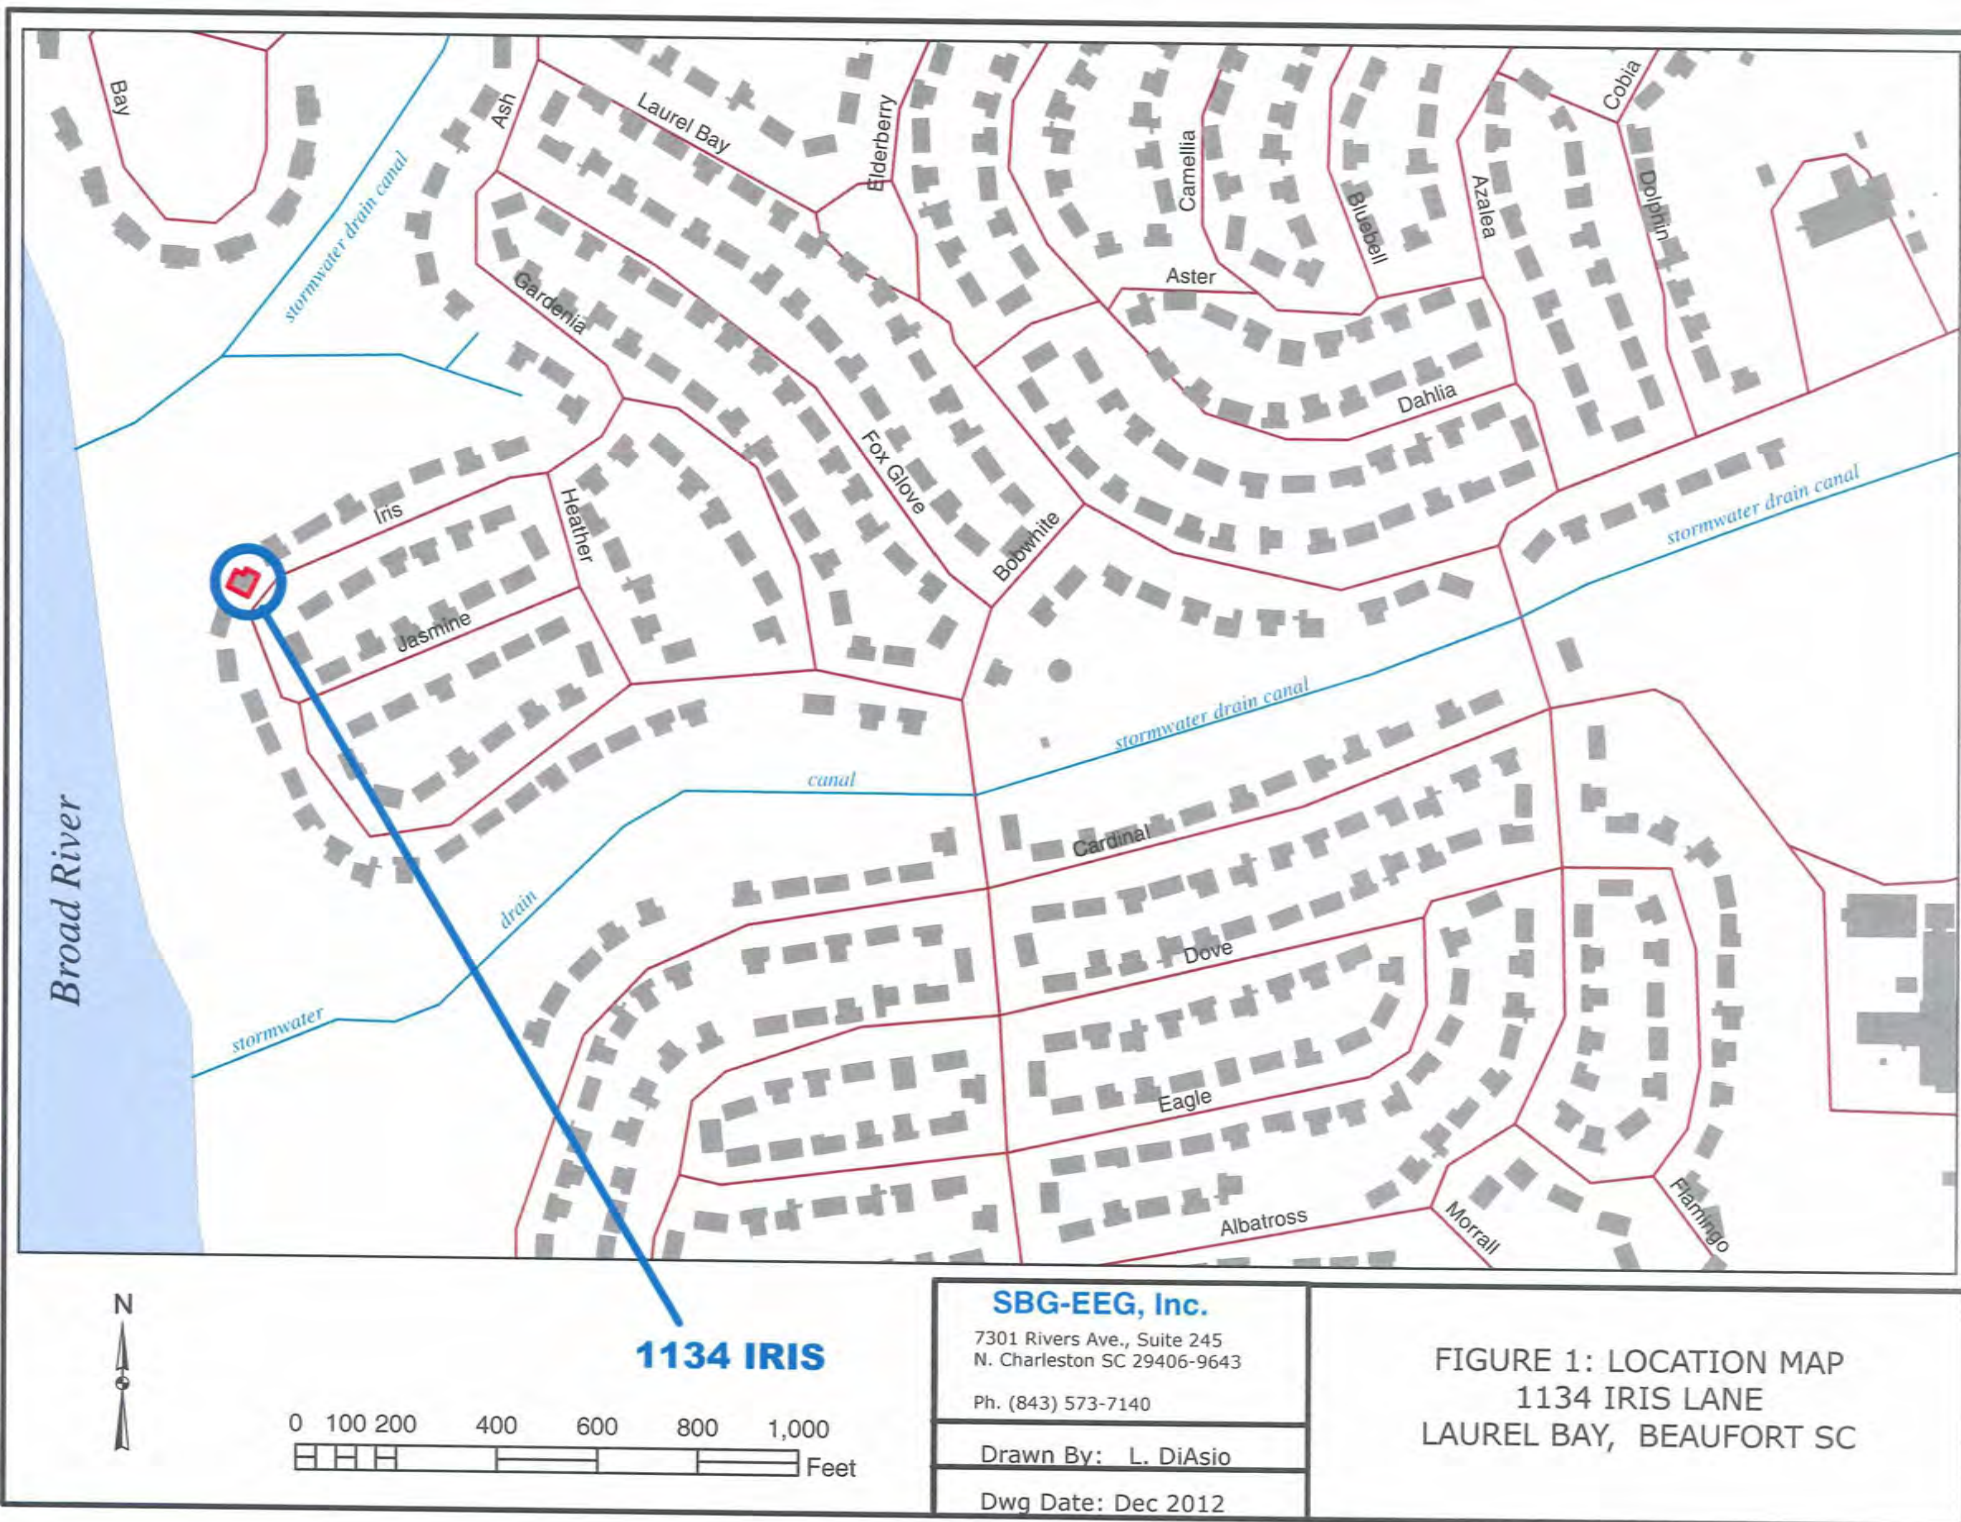 Bay
Ash
Laurel Bay
Elderberry
Camellia
Bluebell
Azalea
Cobia
Dolphin
stormwater drain canal
Aster
Gardenia
Dahlia
Fox Glove
Iris
Heather
Bobwhite
stormwater drain canal
Jasmine
stormwater drain canal
canal
Cardinal
Broad River
drain
Dove
stormwater
Eagle
Albatross
Morrall
Flamingo
N
1134 IRIS
0 100 200 400 600 800 1,000
Feet
SBG-EEG, Inc.
7301 Rivers Ave., Suite 245
N. Charleston SC 29406-9643
Ph. (843) 573-7140
Drawn By: L. DiAsio
Dwg Date: Dec 2012
FIGURE 1: LOCATION MAP
1134 IRIS LANE
LAUREL BAY, BEAUFORT SC